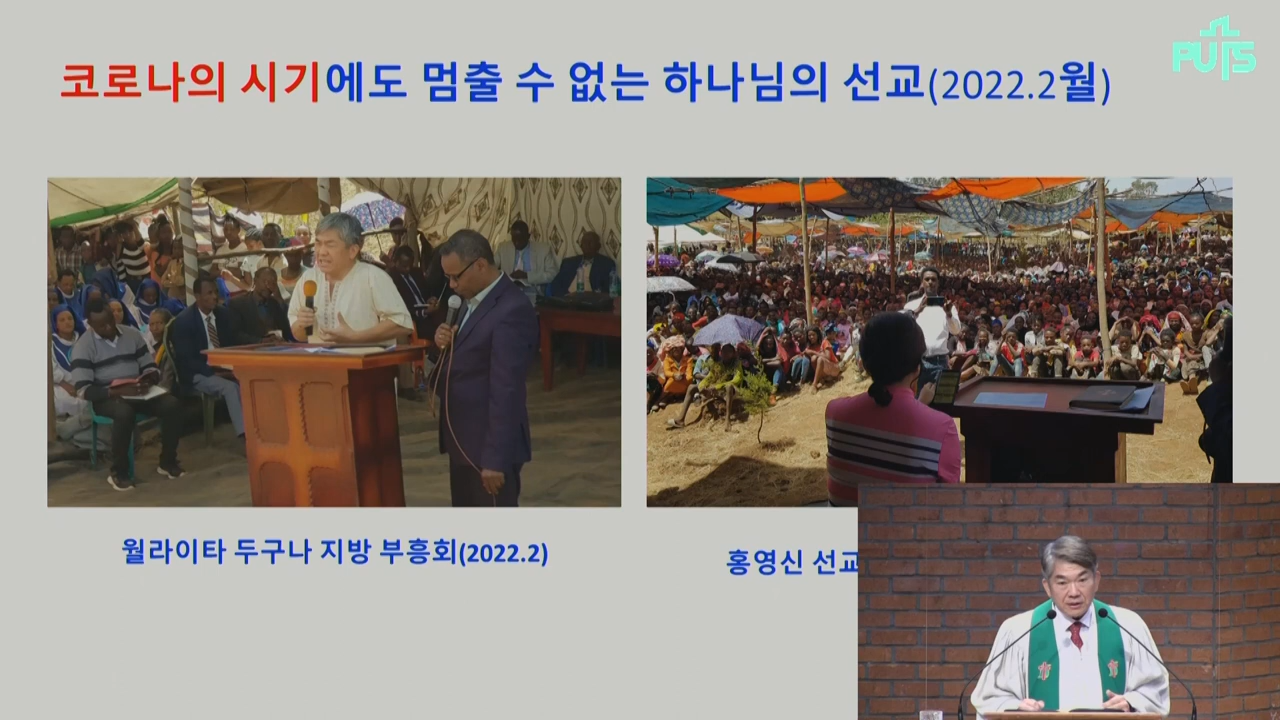 PUTS
코로나의 시기에도 멈출 수 없는 하나님의 선교(2022.2월)
월라이타 두구나 지방 부흥회(2022.2)
홍영신 선교